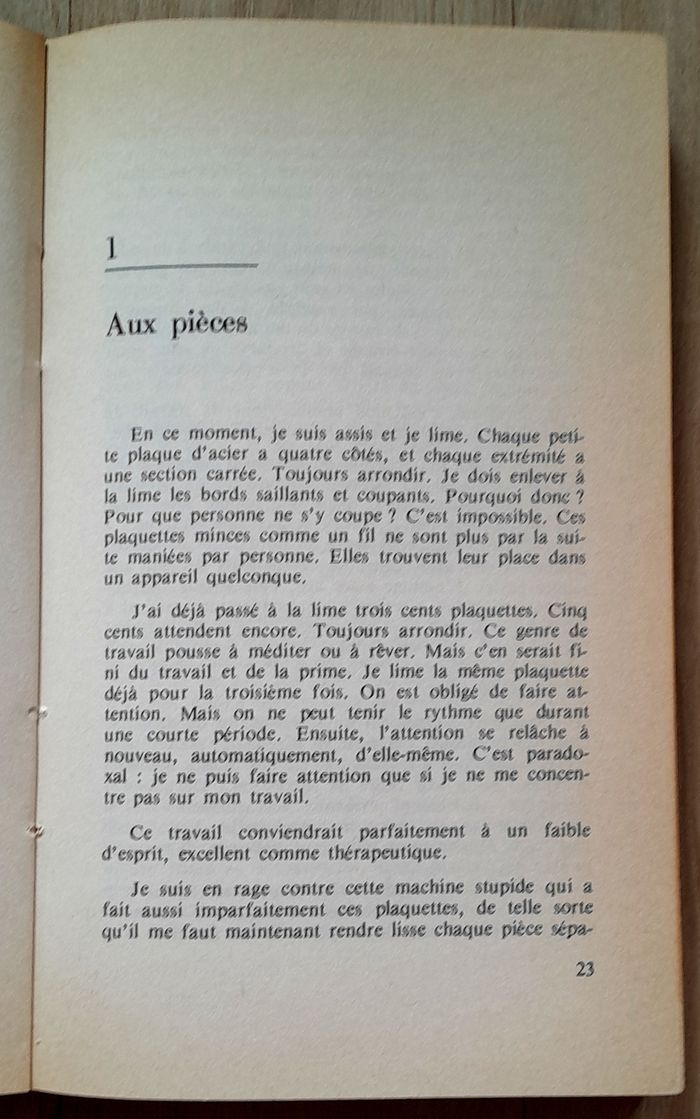 1
Aux pièces
En ce moment, je suis assis et je lime. Chaque peti-
te plaque d'acier a quatre côtés, et chaque extrémité a
une section carrée. Toujours arrondir. Je dois enlever à
la lime les bords saillants et coupants. Pourquoi donc ?
Pour que personne ne s'y coupe ? C'est impossible. Ces
plaquettes minces comme un fil ne sont plus par la sui-
te maniées par personne. Elles trouvent leur place dans
un appareil quelconque.
J'ai déjà passé à la lime trois cents plaquettes. Cinq
cents attendent encore. Toujours arrondir. Ce genre de
travail pousse à méditer ou à rêver. Mais c'en serait fi-
ni du travail et de la prime. Je lime la même plaquette
déjà pour la troisième fois. On est obligé de faire at-
tention. Mais on ne peut tenir le rythme que durant
une courte période. Ensuite, l'attention se relâche à
nouveau, automatiquement, d'elle-même. C'est parado-
xal : je ne puis faire attention que si je ne me concen-
tre pas sur mon travail.
Ce travail conviendrait parfaitement à un faible
d'esprit, excellent comme thérapeutique.
Je suis en rage contre cette machine stupide qui a
fait aussi imparfaitement ces plaquettes, de telle sorte
qu'il me faut maintenant rendre lisse chaque pièce sépa-
23